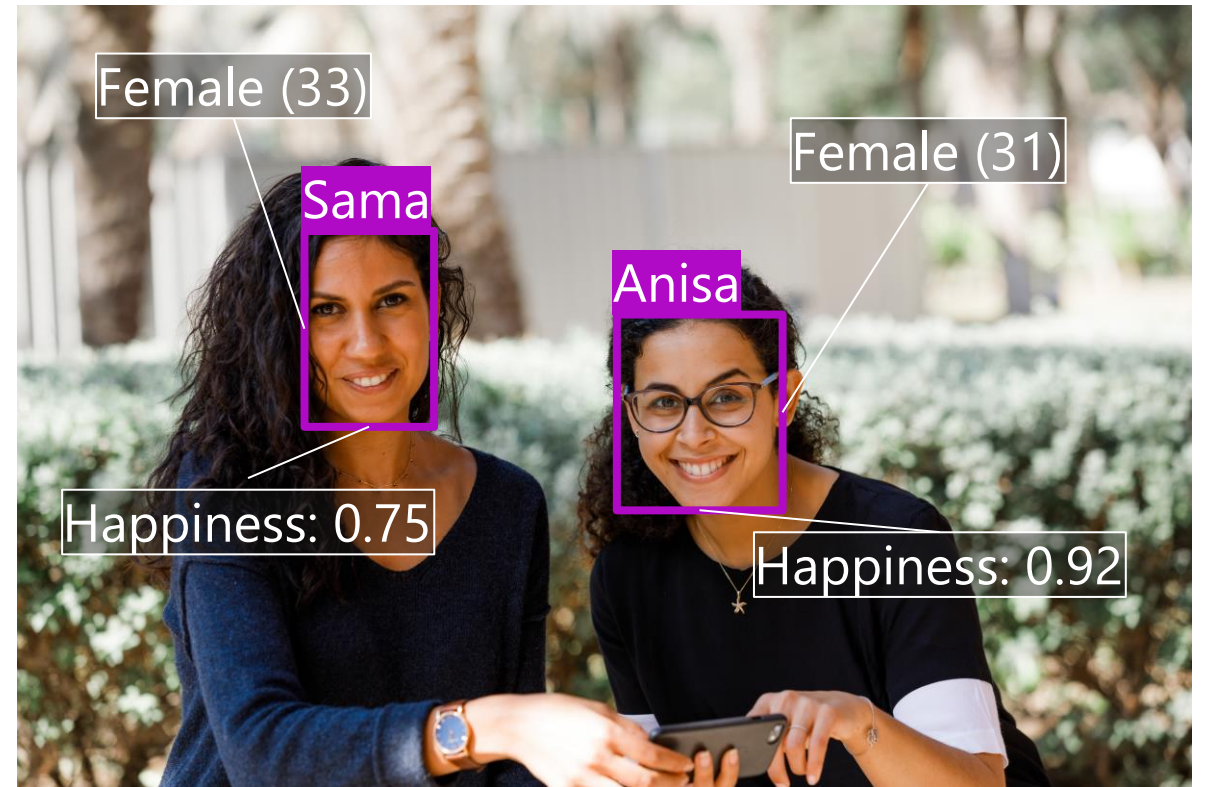 Female (33)
Female (31)
Sama
Anisa
Happiness: 0.75
Happiness: 0.92